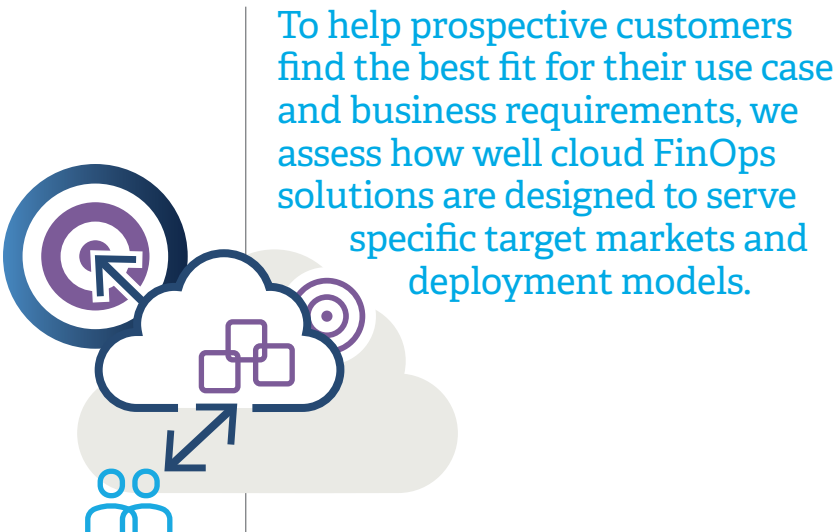 To help prospective customers
find the best fit for their use case
and business requirements, we
assess how well cloud FinOps
solutions are designed to serve
specific target markets and
deployment models.